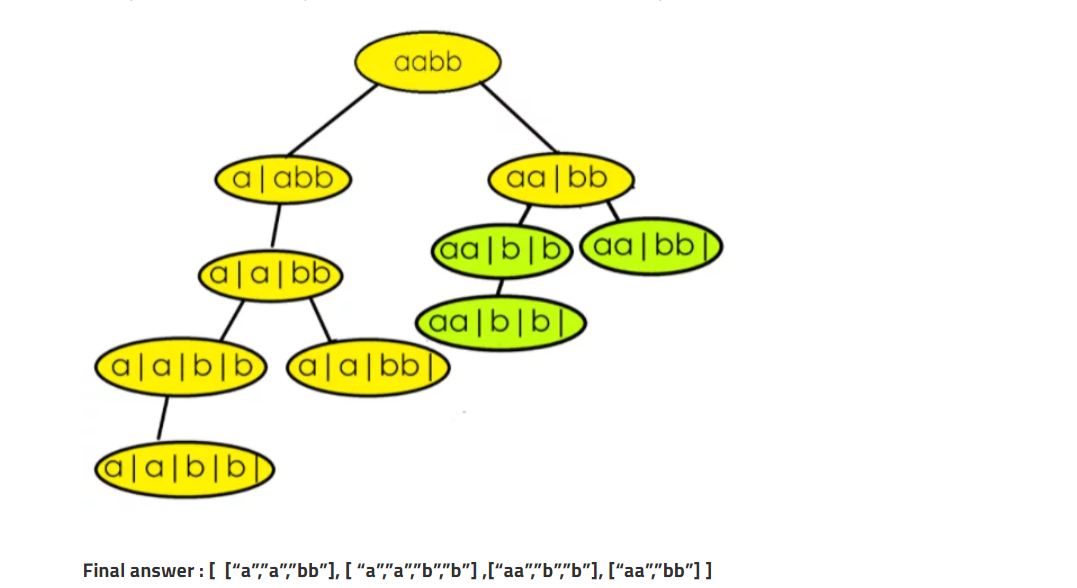 aabb
a|abb
aa|bb
aa|b|b
aa|bb|
a|a|bb
aa|b|b|
a|a|b|b
a|a|bb|
a|a|b|b|
Final answer : [ [“a”,”a”,”bb”], [ “a”,”a”,”b”,”b”] ,[“aa”,”b”,”b”], [“aa”,”bb”] ]